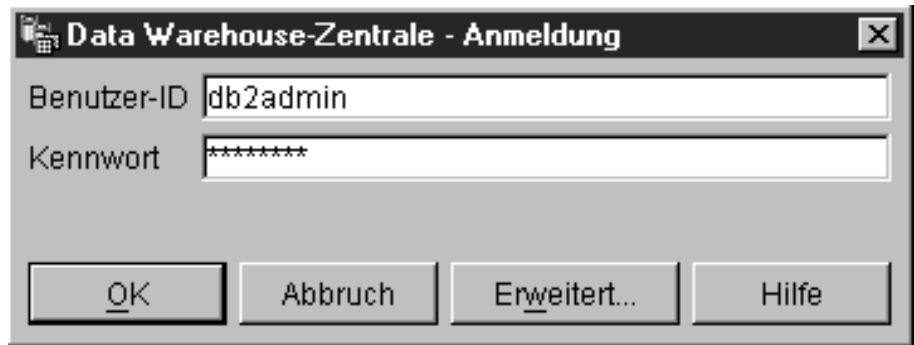 Data Warehouse-Zentrale - Anmeldung
Benutzer-ID db2admin
Kennwort ********
OK Abbruch Erweitert... Hilfe